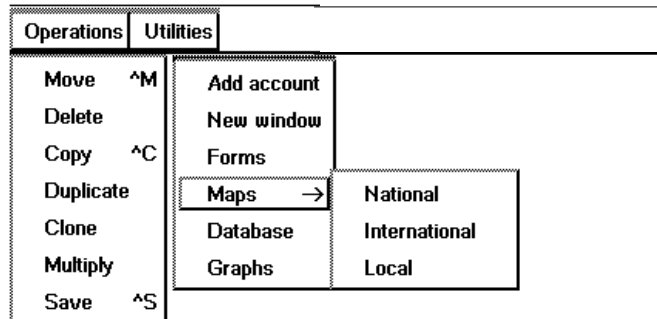 Operations Utilities
Move ^M
Delete
Copy ^C
Duplicate
Clone
Multiply
Save ^S
Add account
New window
Forms
Maps →
Database
Graphs
National
International
Local